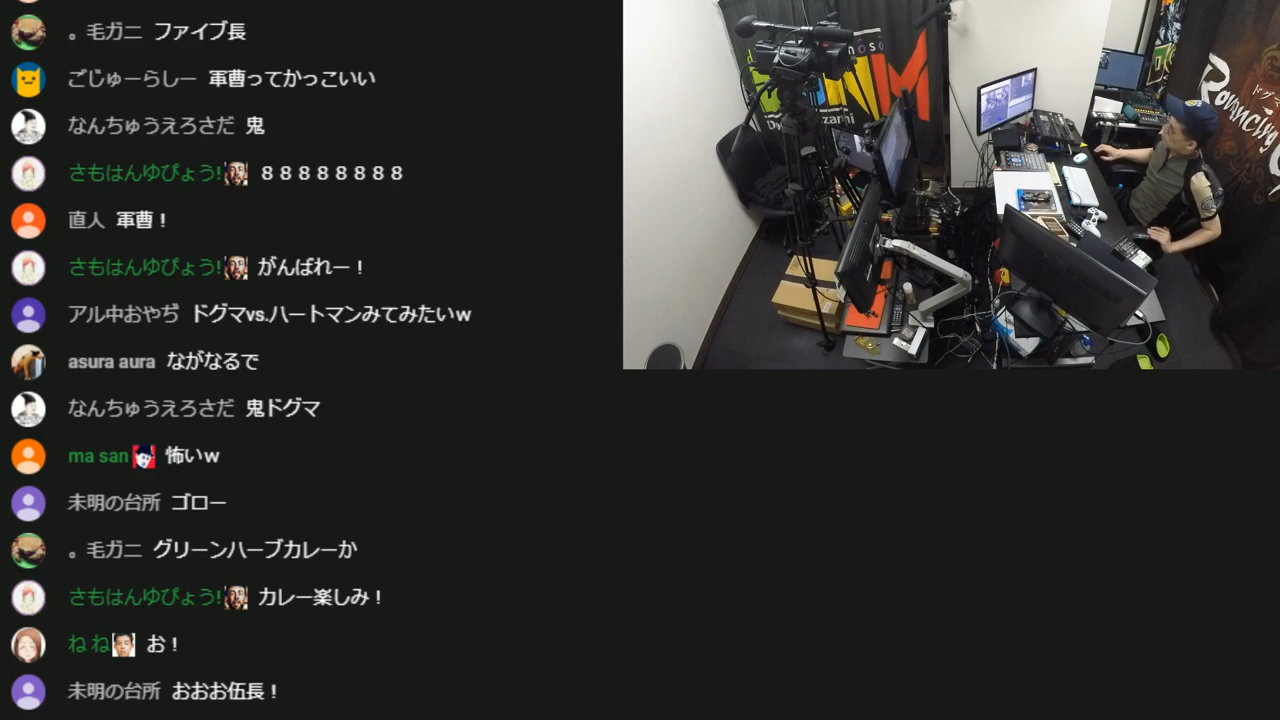 。毛ガニ ファイブ長
ごじゅーらしー 軍曹ってかっこいい
なんちゅうえろさだ 鬼
さもはんゆぴょう! ８８８８８８８８
直人 軍曹！
さもはんゆぴょう! がんばれー！
アル中おやぢ ドグマvs.ハートマンみてみたいw
asura aura ながなるで
なんちゅうえろさだ 鬼ドグマ
ma san 怖いw
未明の台所 ゴロー
。毛ガニ グリーンハーブカレーか
さもはんゆぴょう! カレー楽しみ！
ね ね お！
未明の台所 おおお伍長！